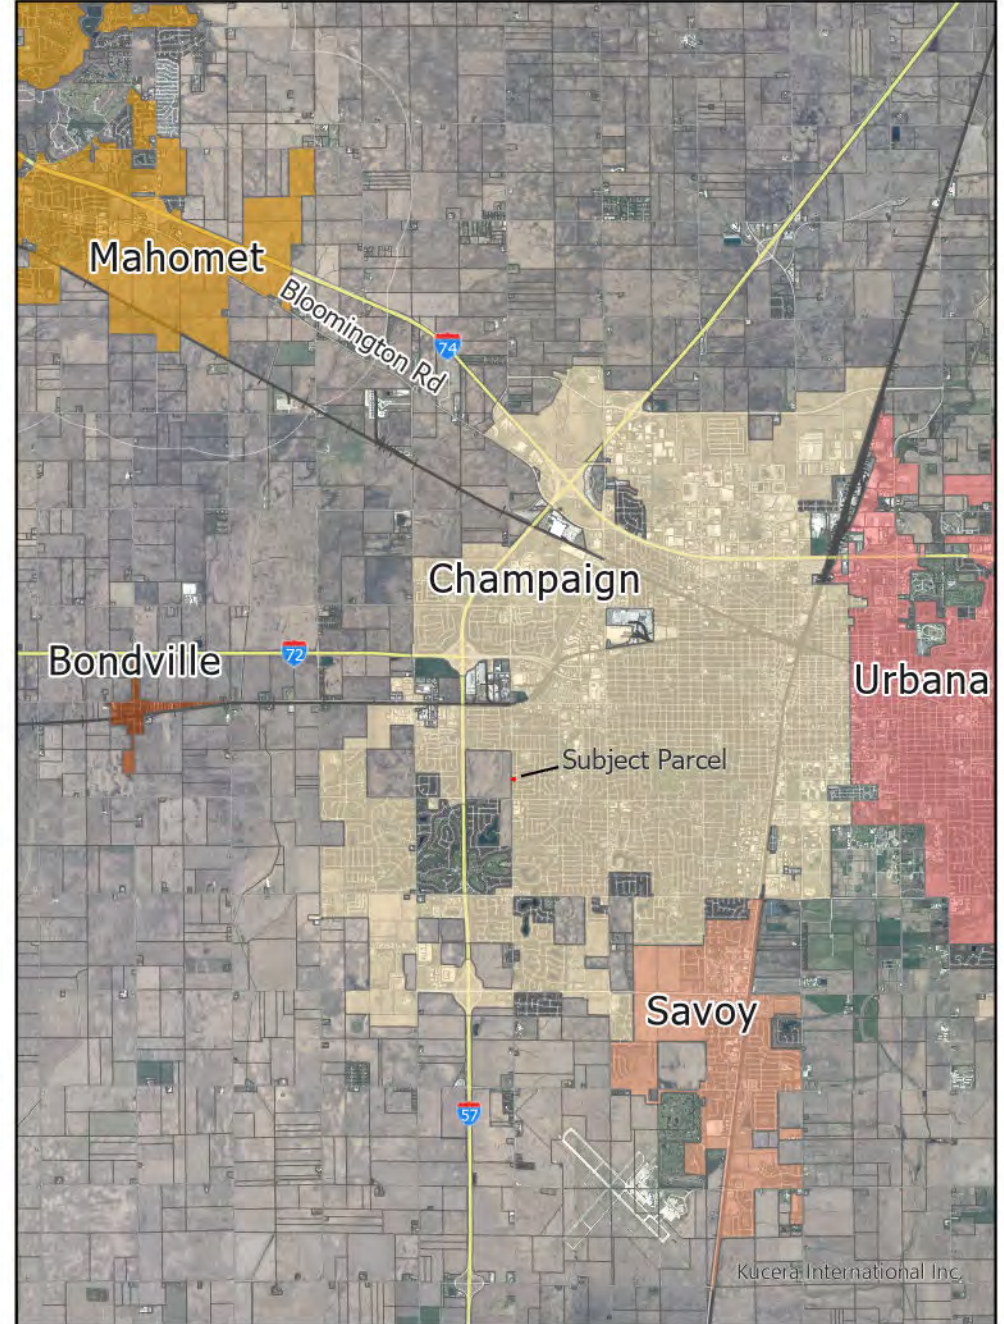 Mahomet
Bloomington Rd
74
Champaign
Bondville
72
Urbana
Subject Parcel
Savoy
57
Kucera International Inc.